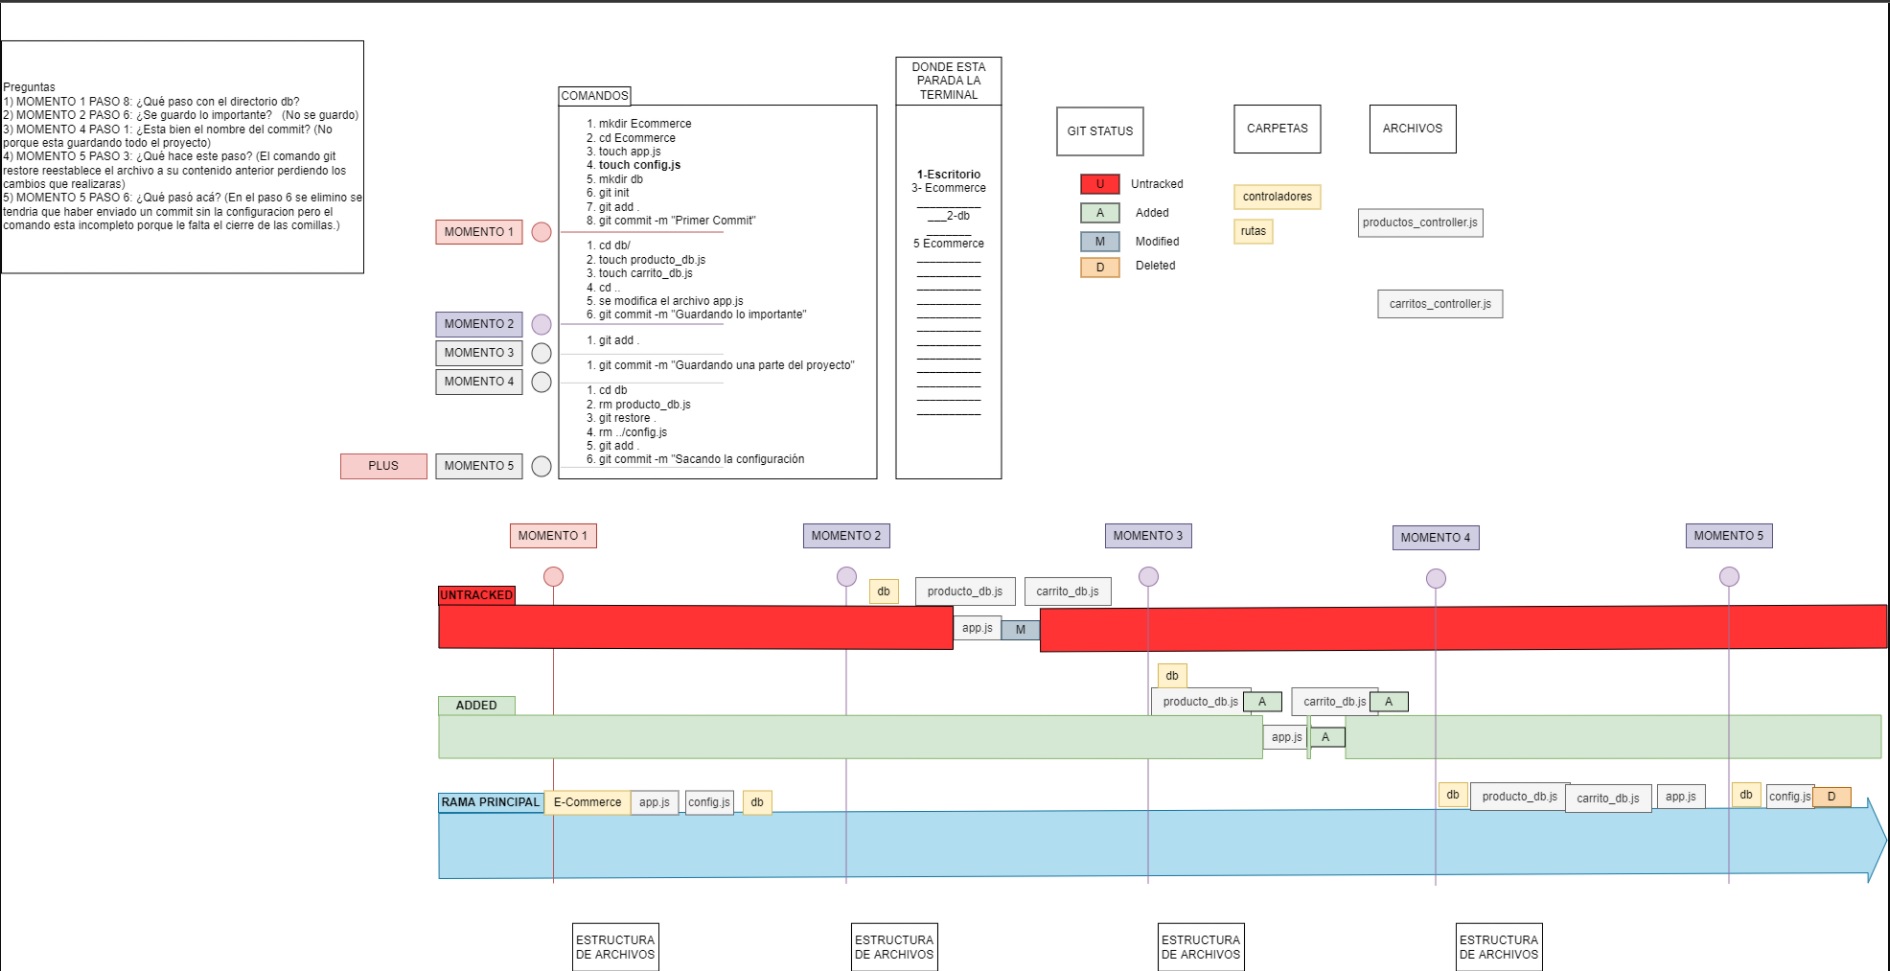 Preguntas
1) MOMENTO 1 PASO 8: ¿Qué paso con el directorio db?
2) MOMENTO 2 PASO 6: ¿Se guardo lo importante?   (No se guardo)
3) MOMENTO 4 PASO 1: ¿Esta bien el nombre del commit? (No
porque esta guardando todo el proyecto)
4) MOMENTO 5 PASO 3: ¿Qué hace este paso? (El comando git
restore reestablece el archivo a su contenido anterior perdiendo los
cambios que realizaras)
5) MOMENTO 5 PASO 6: ¿Qué pasó acá? (En el paso 6 se elimino se
tendria que haber enviado un commit sin la configuracion pero el
comando esta incompleto porque le falta el cierre de las comillas.)
COMANDOS
1. mkdir Ecommerce
2. cd Ecommerce
3. touch app.js
4. touch config.js
5. mkdir db
6. git init
7. git add .
8. git commit -m "Primer Commit"
MOMENTO 1
1. cd db/
2. touch producto_db.js
3. touch carrito_db.js
4. cd ..
5. se modifica el archivo app.js
6. git commit -m "Guardando lo importante"
MOMENTO 2
1. git add .
MOMENTO 3
1. git commit -m "Guardando una parte del proyecto"
MOMENTO 4
1. cd db
2. rm producto_db.js
3. git restore .
4. rm ../config.js
5. git add .
6. git commit -m "Sacando la configuración
PLUS
MOMENTO 5
DONDE ESTA
PARADA LA
TERMINAL
1-Escritorio
3- Ecommerce
__________
___2-db
_______
5 Ecommerce
__________
__________
__________
__________
__________
__________
__________
__________
__________
__________
__________
__________
GIT STATUS
U Untracked
A Added
M Modified
D Deleted
CARPETAS
controladores
rutas
ARCHIVOS
productos_controller.js
carritos_controller.js
MOMENTO 1
MOMENTO 2
MOMENTO 3
MOMENTO 4
MOMENTO 5
UNTRACKED
db
producto_db.js
carrito_db.js
app.js
M
ADDED
db
producto_db.js
A
carrito_db.js
A
app.js
A
RAMA PRINCIPAL
E-Commerce
app.js
config.js
db
db
producto_db.js
carrito_db.js
app.js
db
config.js
D
ESTRUCTURA
DE ARCHIVOS
ESTRUCTURA
DE ARCHIVOS
ESTRUCTURA
DE ARCHIVOS
ESTRUCTURA
DE ARCHIVOS